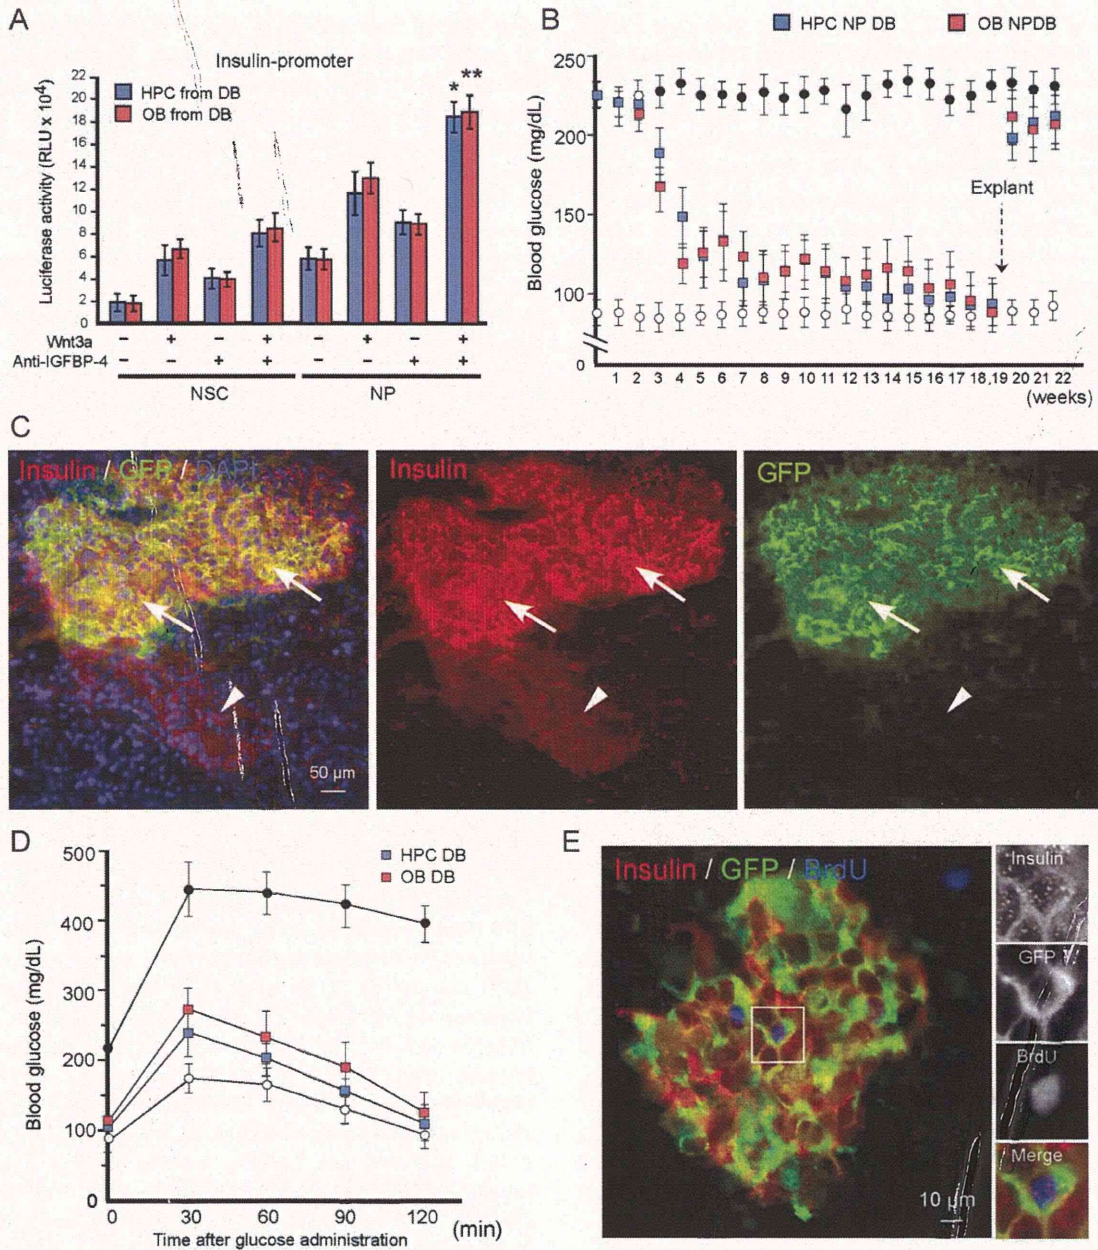 A
Insulin-promoter
HPC from DB
OB from DB
Luciferase activity (RLU x 10⁴)
22
20
18
16
14
12
10
8
6
4
2
0
* **
Wnt3a − + − + − + − +
Anti-IGFBP-4 − − + + − − + +
NSC NP
B
HPC NP DB OB NPDB
Blood glucose (mg/dL)
250
200
150
100
0
Explant
1 2 3 4 5 6 7 8 9 10 11 12 13 14 15 16 17 18,19 20 21 22
(weeks)
C
Insulin / GFP / DAPI
50 µm
Insulin
GFP
D
HPC DB
OB DB
Blood glucose (mg/dL)
500
400
300
200
100
0
0 30 60 90 120 (min)
Time after glucose administration
E
Insulin / GFP / BrdU
10 µm
Insulin
GFP
BrdU
Merge